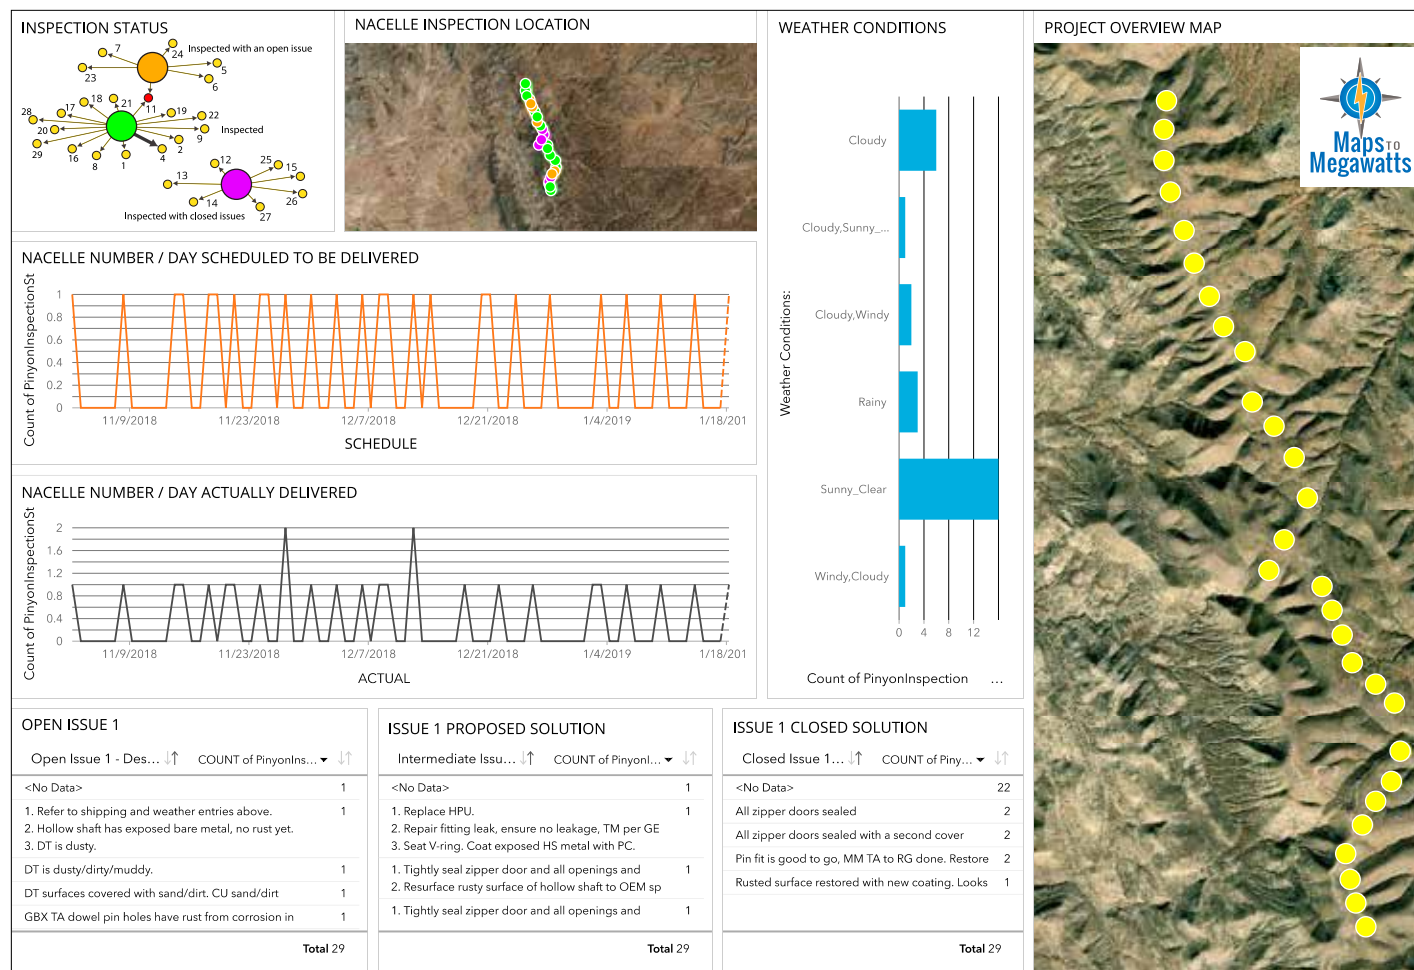 INSPECTION STATUS
7
24
Inspected with an open issue
23
5
6
11
18
21
17
19
28
22
20
9
Inspected
29
16
8
1
4
2
12
25
15
13
14
26
27
Inspected with closed issues
NACELLE INSPECTION LOCATION
WEATHER CONDITIONS
Weather Conditions:
Cloudy
Cloudy,Sunny_...
Cloudy,Windy
Rainy
Sunny_Clear
Windy,Cloudy
0 4 8 12
Count of PinyonInspection ...
PROJECT OVERVIEW MAP
Maps TO
Megawatts
NACELLE NUMBER / DAY SCHEDULED TO BE DELIVERED
Count of PinyonInspectionSt
1
0.8
0.6
0.4
0.2
0
11/9/2018 11/23/2018 12/7/2018 12/21/2018 1/4/2019 1/18/201
SCHEDULE
NACELLE NUMBER / DAY ACTUALLY DELIVERED
Count of PinyonInspectionSt
2
1.6
1.2
0.8
0.4
0
11/9/2018 11/23/2018 12/7/2018 12/21/2018 1/4/2019 1/18/201
ACTUAL
OPEN ISSUE 1
Open Issue 1 - Des... COUNT of PinyonIns...
<No Data> 1
1. Refer to shipping and weather entries above. 1
2. Hollow shaft has exposed bare metal, no rust yet.
3. DT is dusty.
DT is dusty/dirty/muddy. 1
DT surfaces covered with sand/dirt. CU sand/dirt 1
GBX TA dowel pin holes have rust from corrosion in 1
Total 29
ISSUE 1 PROPOSED SOLUTION
Intermediate Issu... COUNT of PinyonI...
<No Data> 1
1. Replace HPU. 1
2. Repair fitting leak, ensure no leakage, TM per GE
3. Seat V-ring. Coat exposed HS metal with PC.
1. Tightly seal zipper door and all openings and 1
2. Resurface rusty surface of hollow shaft to OEM sp
1. Tightly seal zipper door and all openings and 1
Total 29
ISSUE 1 CLOSED SOLUTION
Closed Issue 1... COUNT of Piny...
<No Data> 22
All zipper doors sealed 2
All zipper doors sealed with a second cover 2
Pin fit is good to go, MM TA to RG done. Restore 2
Rusted surface restored with new coating. Looks 1
Total 29